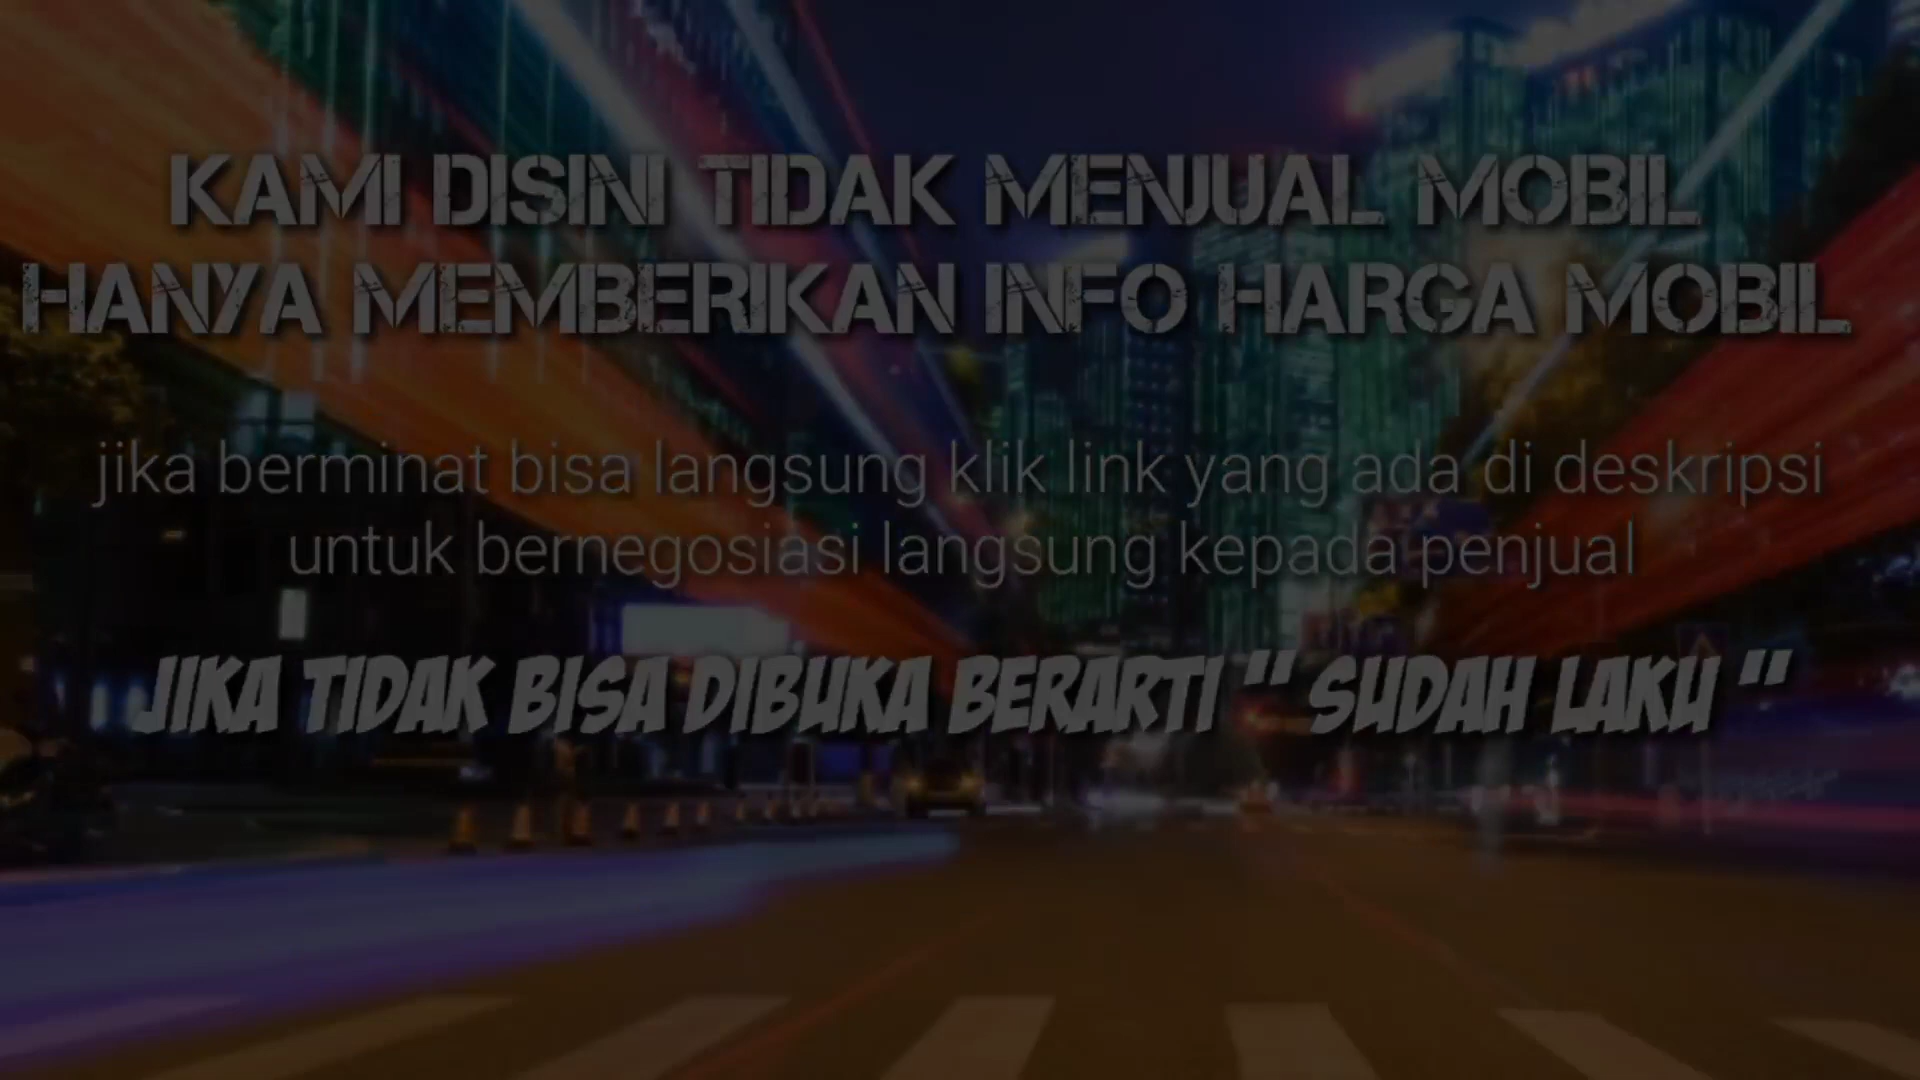 KAMI DISINI TIDAK MENJUAL MOBIL
HANYA MEMBERIKAN INFO HARGA MOBIL
jika berminat bisa langsung klik link yang ada di deskripsi
untuk bernegosiasi langsung kepada penjual
JIKA TIDAK BISA DIBUKA BERARTI " SUDAH LAKU "